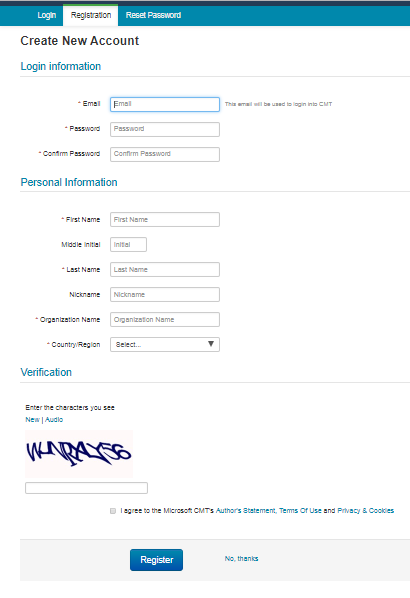 Login Registration Reset Password
Create New Account
Login information
* Email Email This email will be used to login into CMT
* Password Password
* Confirm Password Confirm Password
Personal Information
* First Name First Name
Middle Initial Initial
* Last Name Last Name
Nickname Nickname
* Organization Name Organization Name
* Country/Region Select...
Verification
Enter the characters you see
New | Audio
I agree to the Microsoft CMT's Author's Statement, Terms Of Use and Privacy & Cookies
Register No, thanks